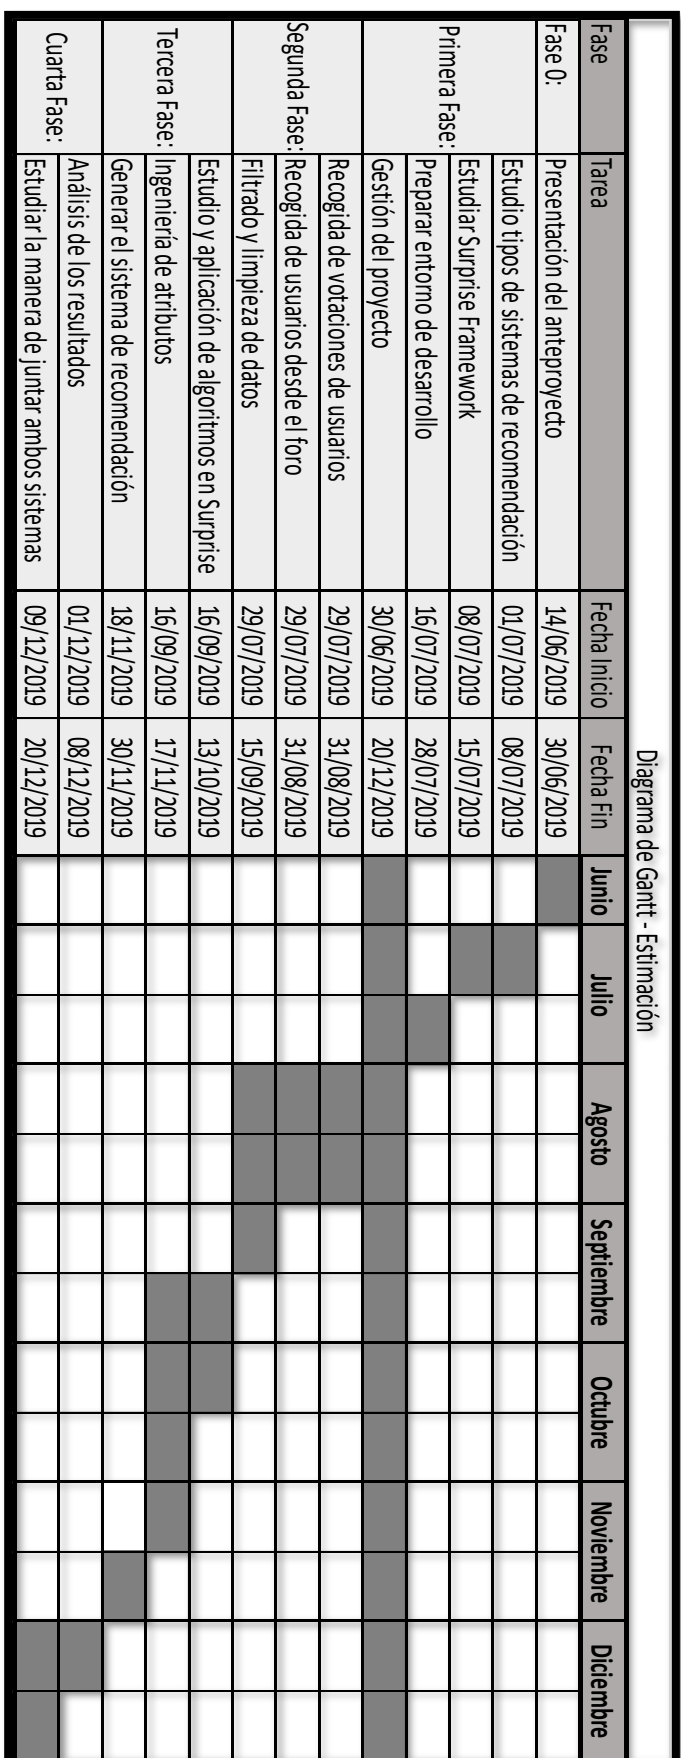 Diagrama de Gantt - Estimación
Fase Tarea Fecha Inicio Fecha Fin Junio Julio Agosto Septiembre Octubre Noviembre Diciembre
Fase 0: Presentación del anteproyecto 14/06/2019 30/06/2019
Primera Fase:
Estudio tipos de sistemas de recomendación 01/07/2019 08/07/2019
Estudiar Surprise Framework 08/07/2019 15/07/2019
Preparar entorno de desarrollo 16/07/2019 28/07/2019
Gestión del proyecto 30/06/2019 20/12/2019
Segunda Fase:
Recogida de votaciones de usuarios 29/07/2019 31/08/2019
Recogida de usuarios desde el foro 29/07/2019 31/08/2019
Filtrado y limpieza de datos 29/07/2019 15/09/2019
Tercera Fase:
Estudio y aplicación de algoritmos en Surprise 16/09/2019 13/10/2019
Ingeniería de atributos 16/09/2019 17/11/2019
Generar el sistema de recomendación 18/11/2019 30/11/2019
Cuarta Fase:
Análisis de los resultados 01/12/2019 08/12/2019
Estudiar la manera de juntar ambos sistemas 09/12/2019 20/12/2019